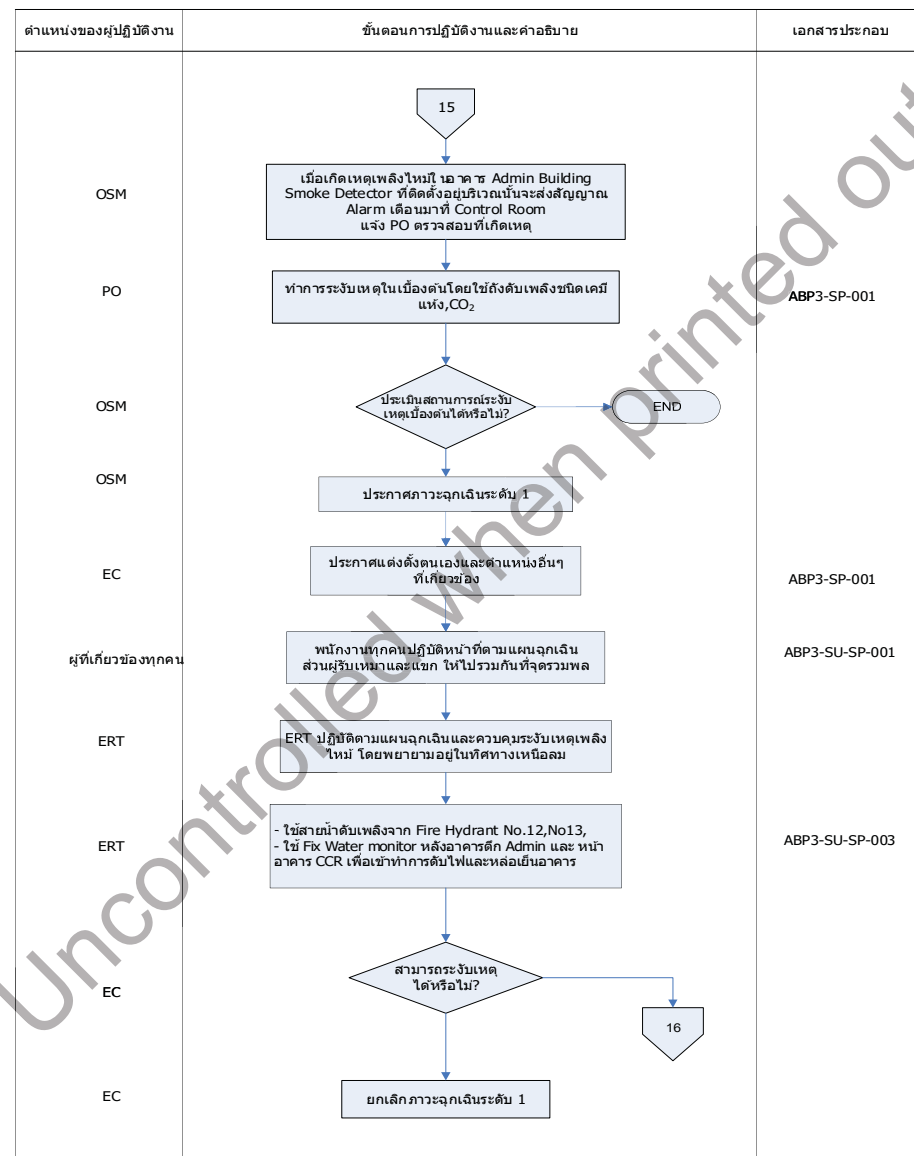 ตำแหน่งของผู้ปฏิบัติงาน
ขั้นตอนการปฏิบัติงานและคำอธิบาย
เอกสารประกอบ
15
OSM
เมื่อเกิดเหตุเพลิงไหม้ในอาคาร Admin Building
Smoke Detector ที่ติดตั้งอยู่บริเวณนั้นจะส่งสัญญาณ
Alarm เตือนมาที่ Control Room
แจ้ง PO ตรวจสอบที่เกิดเหตุ
PO
ทำการระงับเหตุในเบื้องต้นโดยใช้ถังดับเพลิงชนิดเคมี
แห้ง,CO₂
ABP3-SP-001
OSM
ประเมินสถานการณ์ระงับ
เหตุเบื้องต้นได้หรือไม่?
END
OSM
ประกาศภาวะฉุกเฉินระดับ 1
EC
ประกาศแต่งตั้งตนเองและตำแหน่งอื่นๆ
ที่เกี่ยวข้อง
ABP3-SP-001
ผู้ที่เกี่ยวข้องทุกคน
พนักงานทุกคนปฏิบัติหน้าที่ตามแผนฉุกเฉิน
ส่วนผู้รับเหมาและแขก ให้ไปรวมกันที่จุดรวมพล
ABP3-SU-SP-001
ERT
ERT ปฏิบัติตามแผนฉุกเฉินและควบคุมระงับเหตุเพลิง
ไหม้ โดยพยายามอยู่ในทิศทางเหนือลม
ERT
- ใช้สายน้ำดับเพลิงจาก Fire Hydrant No.12,No13,
- ใช้ Fix Water monitor หลังอาคารตึก Admin และ หน้า
อาคาร CCR เพื่อเข้าทำการดับไฟและหล่อเย็นอาคาร
ABP3-SU-SP-003
EC
สามารถระงับเหตุ
ได้หรือไม่?
16
EC
ยกเลิกภาวะฉุกเฉินระดับ 1
Uncontrolled when printed out